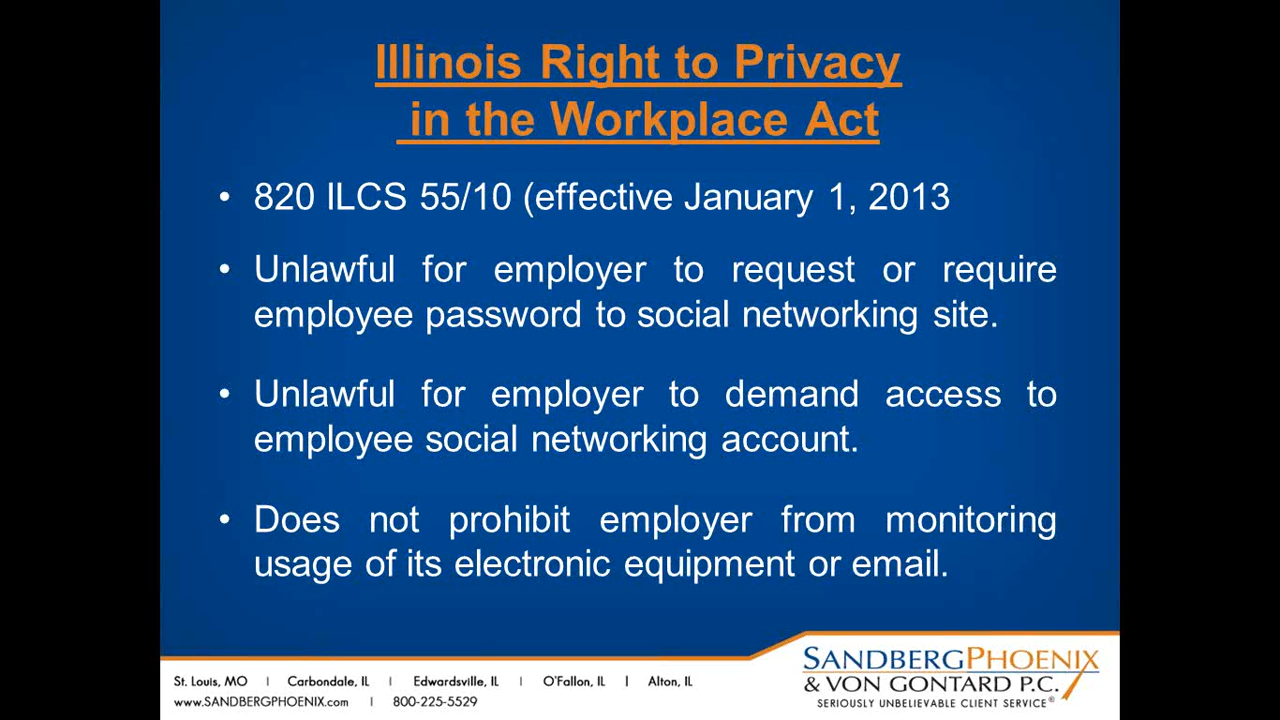 Illinois Right to Privacy
in the Workplace Act
• 820 ILCS 55/10 (effective January 1, 2013
• Unlawful for employer to request or require
employee password to social networking site.
• Unlawful for employer to demand access to
employee social networking account.
• Does not prohibit employer from monitoring
usage of its electronic equipment or email.
St. Louis, MO | Carbondale, IL | Edwardsville, IL | O'Fallon, IL | Alton, IL
www.SANDBERGPHOENIX.com | 800-225-5529
SANDBERGPHOENIX
& VON GONTARD P.C.
SERIOUSLY UNBELIEVABLE CLIENT SERVICE®